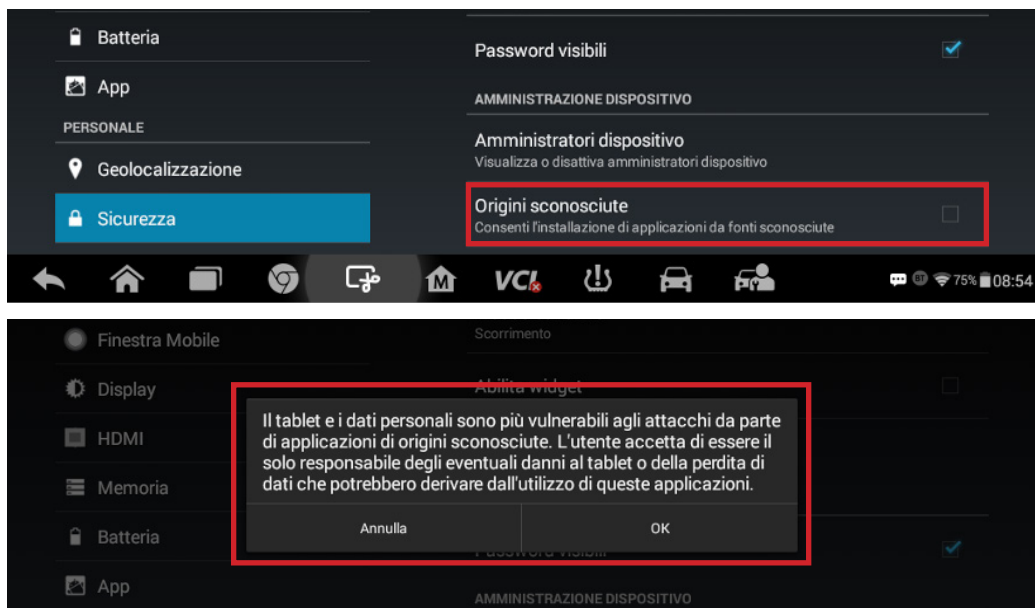 Batteria
App
PERSONALE
Geolocalizzazione
Sicurezza
Password visibili
AMMINISTRAZIONE DISPOSITIVO
Amministratori dispositivo
Visualizza o disattiva amministratori dispositivo
Origini sconosciute
Consenti l'installazione di applicazioni da fonti sconosciute
M
VCI
BT
75%
08:54
Finestra Mobile
Display
HDMI
Memoria
Batteria
App
Scorrimento
Abilita widget
Il tablet e i dati personali sono più vulnerabili agli attacchi da parte
di applicazioni di origini sconosciute. L'utente accetta di essere il
solo responsabile degli eventuali danni al tablet o della perdita di
dati che potrebbero derivare dall'utilizzo di queste applicazioni.
Annulla
OK
Password visibili
AMMINISTRAZIONE DISPOSITIVO